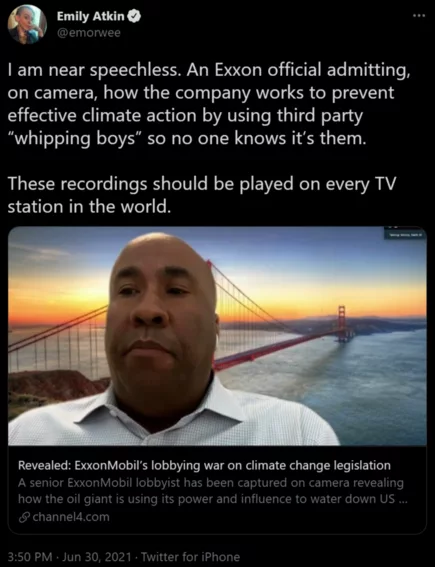 Emily Atkin
@emorwee
I am near speechless. An Exxon official admitting,
on camera, how the company works to prevent
effective climate action by using third party
“whipping boys” so no one knows it’s them.
These recordings should be played on every TV
station in the world.
Revealed: ExxonMobil’s lobbying war on climate change legislation
A senior ExxonMobil lobbyist has been captured on camera revealing
how the oil giant is using its power and influence to water down US ...
channel4.com
3:50 PM · Jun 30, 2021 · Twitter for iPhone